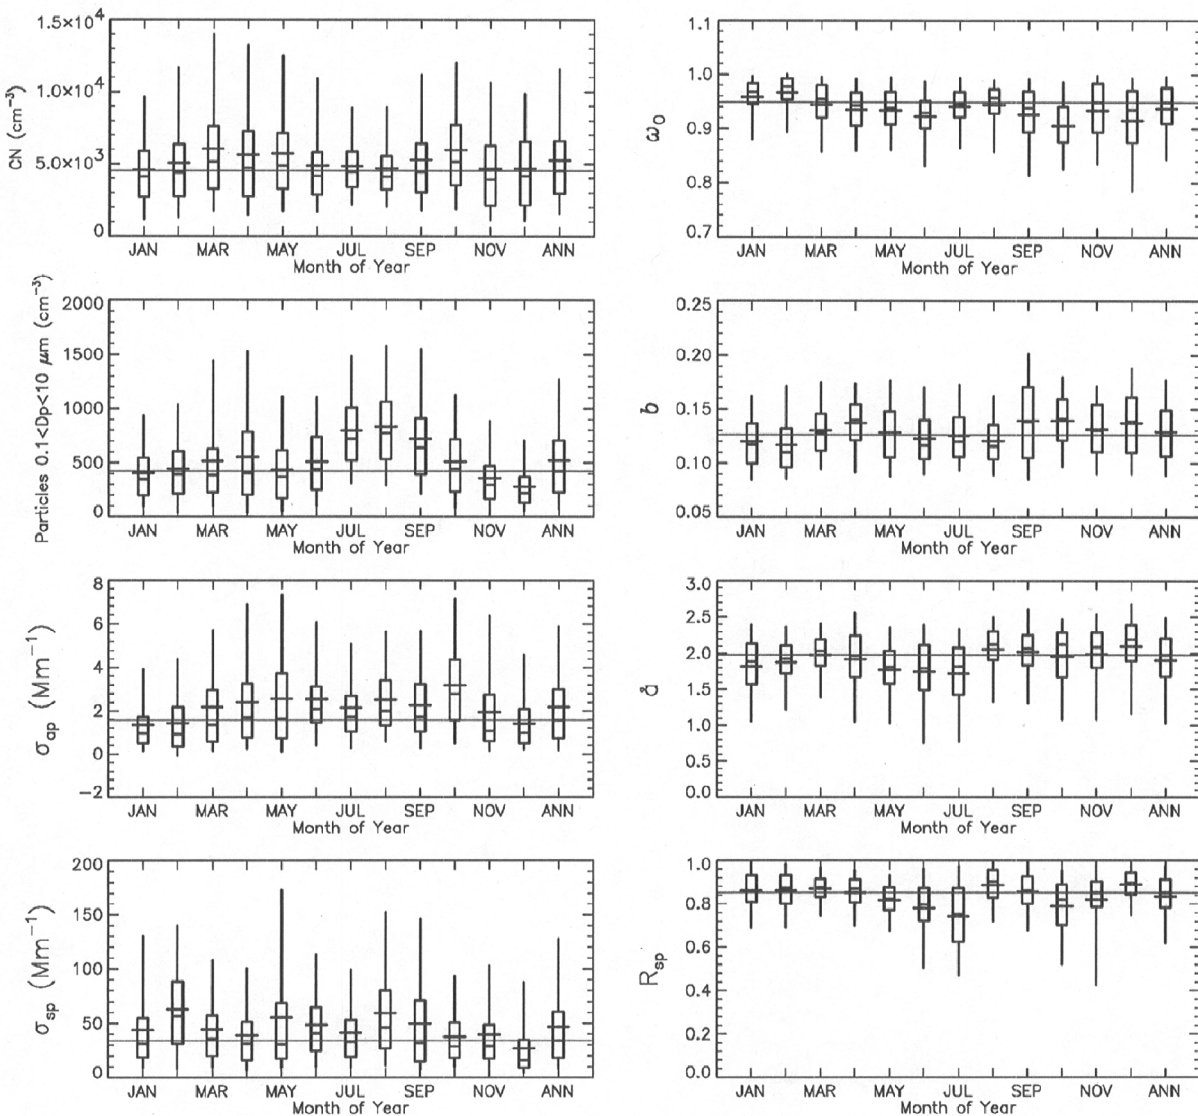 CN (cm⁻³)
1.5×10⁴
1.0×10⁴
5.0×10³
0
JAN MAR MAY JUL SEP NOV ANN
Month of Year
ω₀
1.1
1.0
0.9
0.8
0.7
JAN MAR MAY JUL SEP NOV ANN
Month of Year
Particles 0.1<Dp<10 μm (cm⁻³)
2000
1500
1000
500
0
JAN MAR MAY JUL SEP NOV ANN
Month of Year
b
0.25
0.20
0.15
0.10
0.05
JAN MAR MAY JUL SEP NOV ANN
Month of Year
σap (Mm⁻¹)
8
6
4
2
0
−2
JAN MAR MAY JUL SEP NOV ANN
Month of Year
å
3.0
2.5
2.0
1.5
1.0
0.5
0.0
JAN MAR MAY JUL SEP NOV ANN
Month of Year
σsp (Mm⁻¹)
200
150
100
50
0
JAN MAR MAY JUL SEP NOV ANN
Month of Year
Rsp
1.0
0.8
0.6
0.4
0.2
0.0
JAN MAR MAY JUL SEP NOV ANN
Month of Year